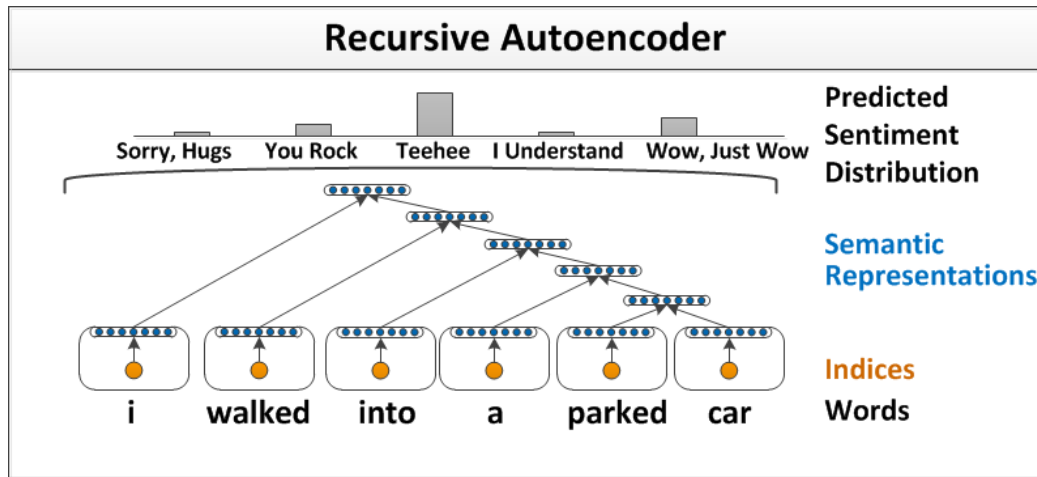 Recursive Autoencoder
Predicted
Sentiment
Distribution
Sorry, Hugs
You Rock
Teehee
I Understand
Wow, Just Wow
Semantic
Representations
Indices
i walked into a parked car
Words